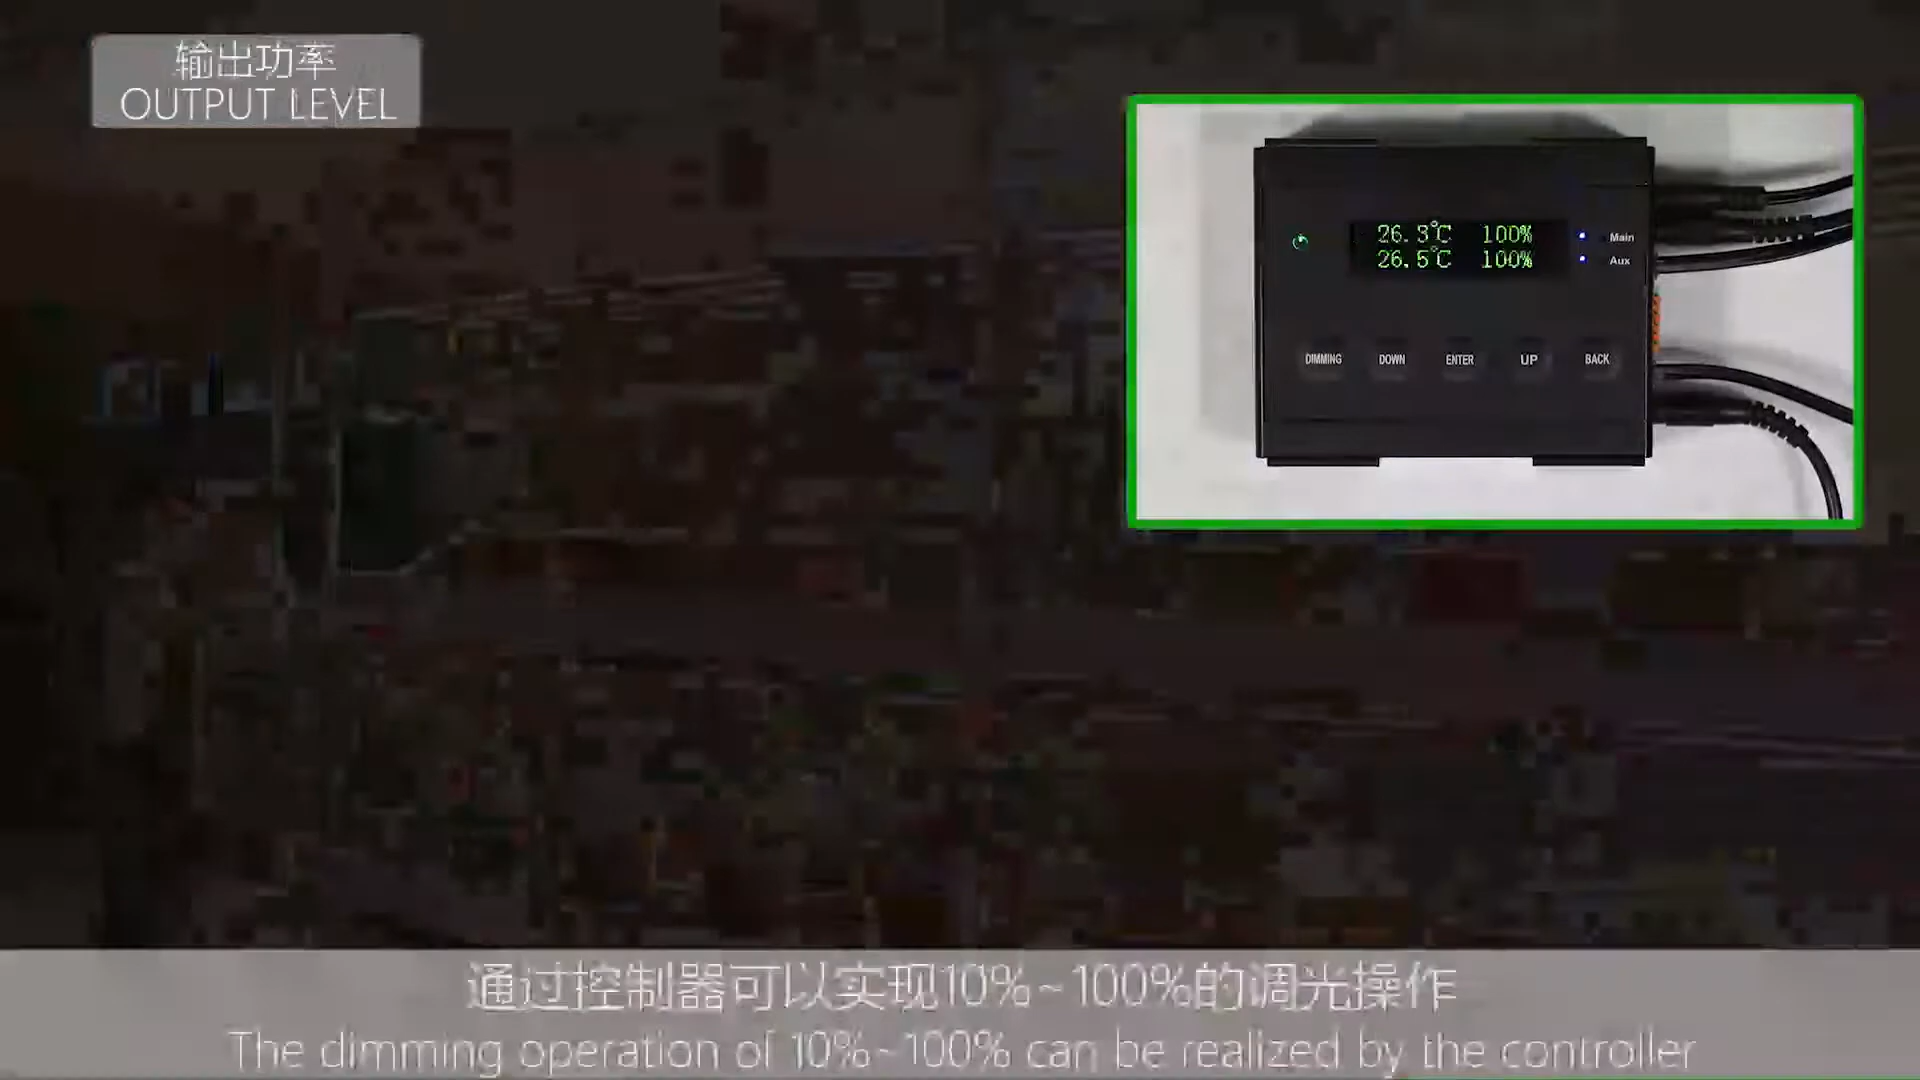 输出功率
OUTPUT LEVEL
26.3℃ 100%
26.5℃ 100%
Main
Aux
DIMMING DOWN ENTER UP BACK
通过控制器可以实现10%~100%的调光操作
The dimming operation of 10%~100% can be realized by the controller